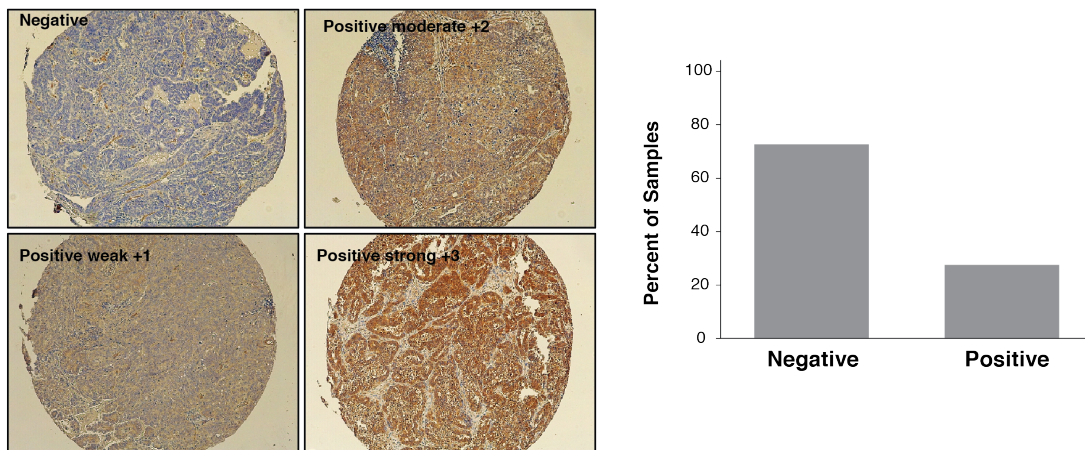 Negative
Positive moderate +2
Positive weak +1
Positive strong +3
Percent of Samples
100
80
60
40
20
0
Negative
Positive